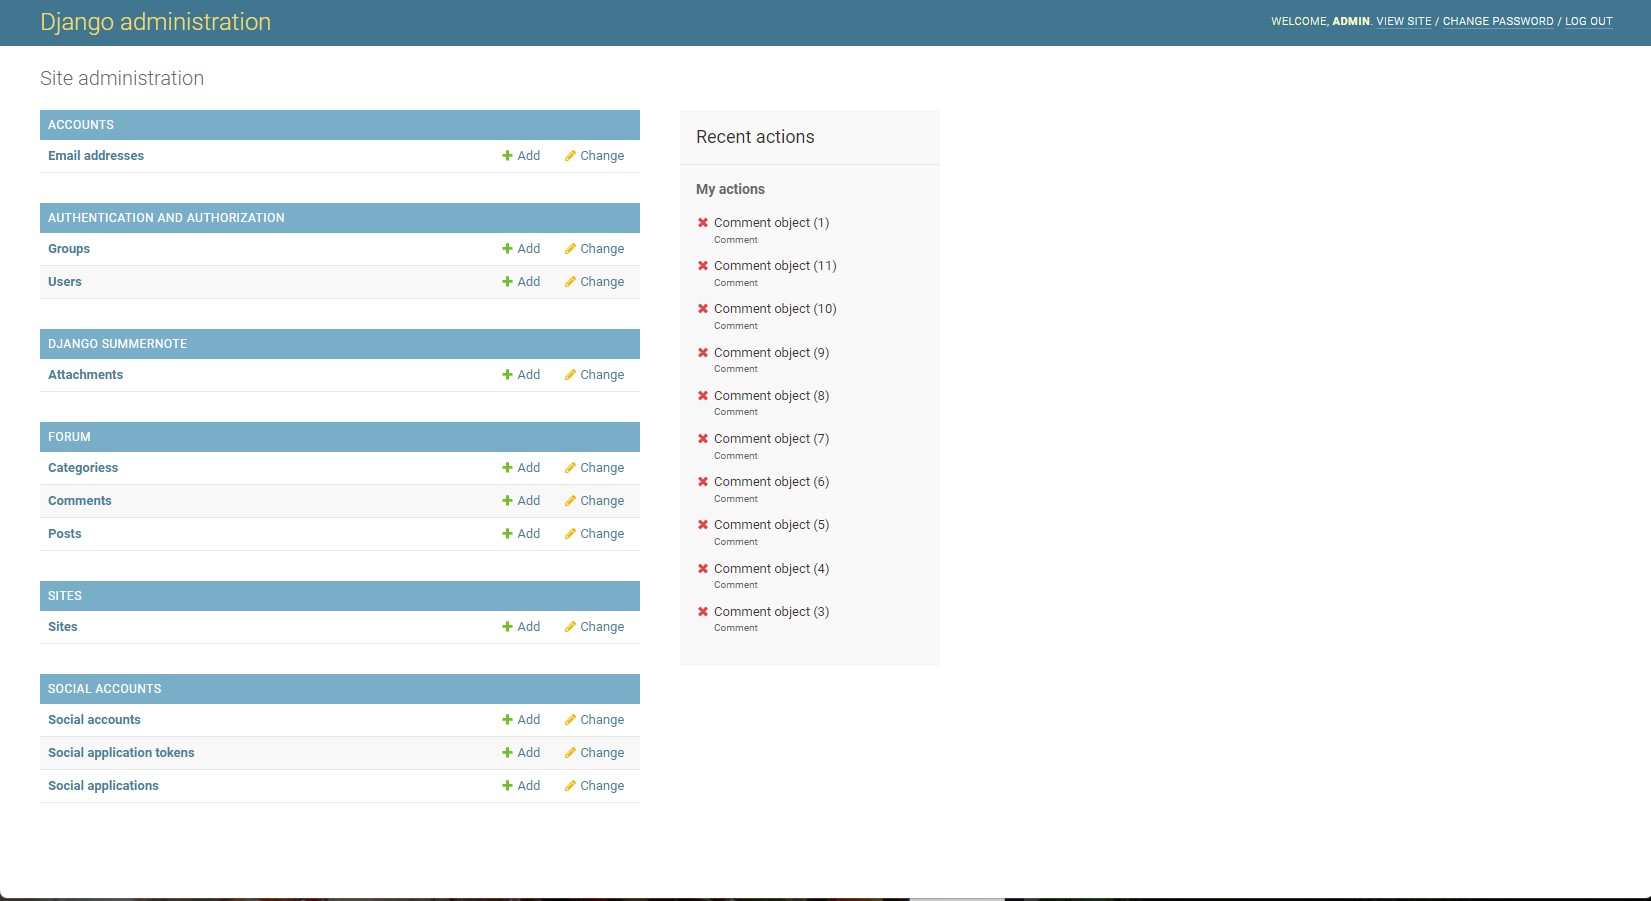 Django administration
WELCOME, ADMIN. VIEW SITE / CHANGE PASSWORD / LOG OUT
Site administration
ACCOUNTS
Email addresses Add Change
AUTHENTICATION AND AUTHORIZATION
Groups Add Change
Users Add Change
DJANGO SUMMERNOTE
Attachments Add Change
FORUM
Categoriess Add Change
Comments Add Change
Posts Add Change
SITES
Sites Add Change
SOCIAL ACCOUNTS
Social accounts Add Change
Social application tokens Add Change
Social applications Add Change
Recent actions
My actions
Comment object (1)
Comment
Comment object (11)
Comment
Comment object (10)
Comment
Comment object (9)
Comment
Comment object (8)
Comment
Comment object (7)
Comment
Comment object (6)
Comment
Comment object (5)
Comment
Comment object (4)
Comment
Comment object (3)
Comment